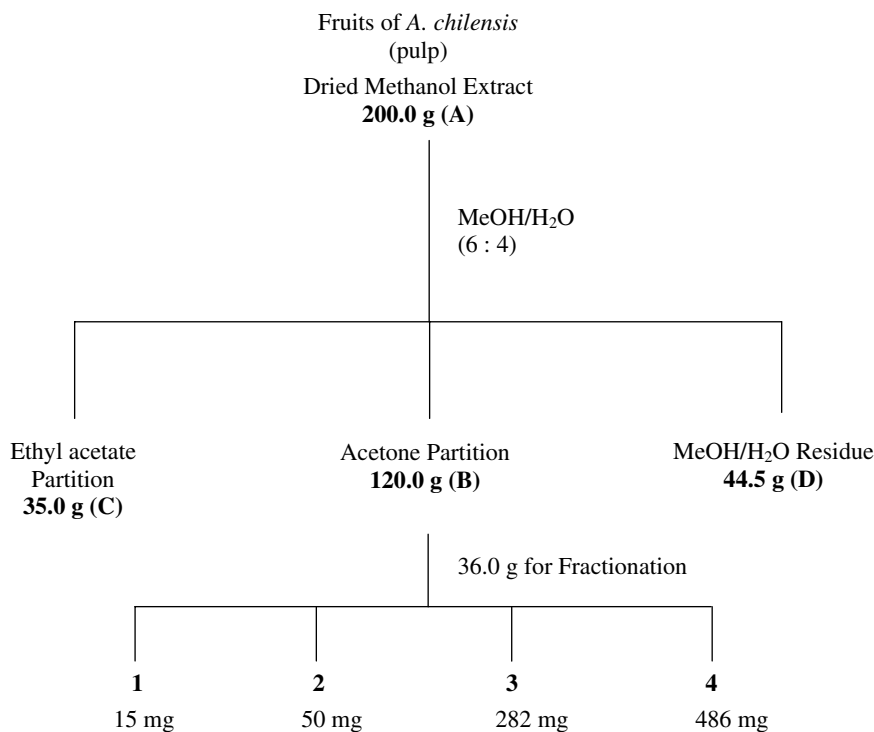 Fruits of A. chilensis
(pulp)
Dried Methanol Extract
200.0 g (A)
MeOH/H₂O
(6 : 4)
Ethyl acetate
Partition
35.0 g (C)
Acetone Partition
120.0 g (B)
MeOH/H₂O Residue
44.5 g (D)
36.0 g for Fractionation
1
2
3
4
15 mg
50 mg
282 mg
486 mg